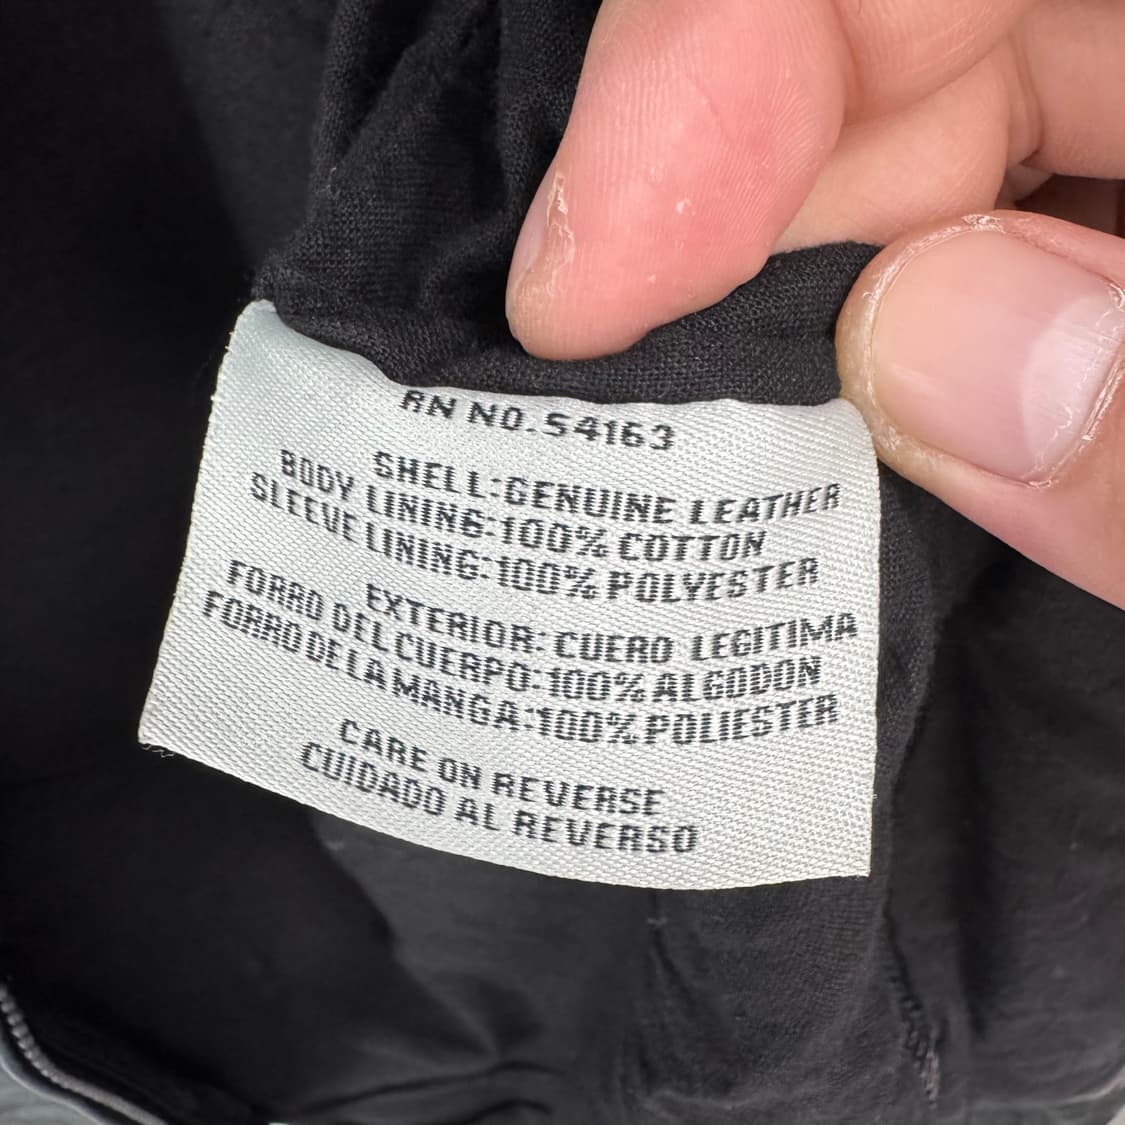 RN NO.54163
SHELL:GENUINE LEATHER
BODY LINING:100% COTTON
SLEEVE LINING:100% POLYESTER
EXTERIOR: CUERO LEGITIMA
FORRO DEL CUERPO:100% ALGODON
FORRO DE LA MANGA:100% POLIESTER
CARE ON REVERSE
CUIDADO AL REVERSO